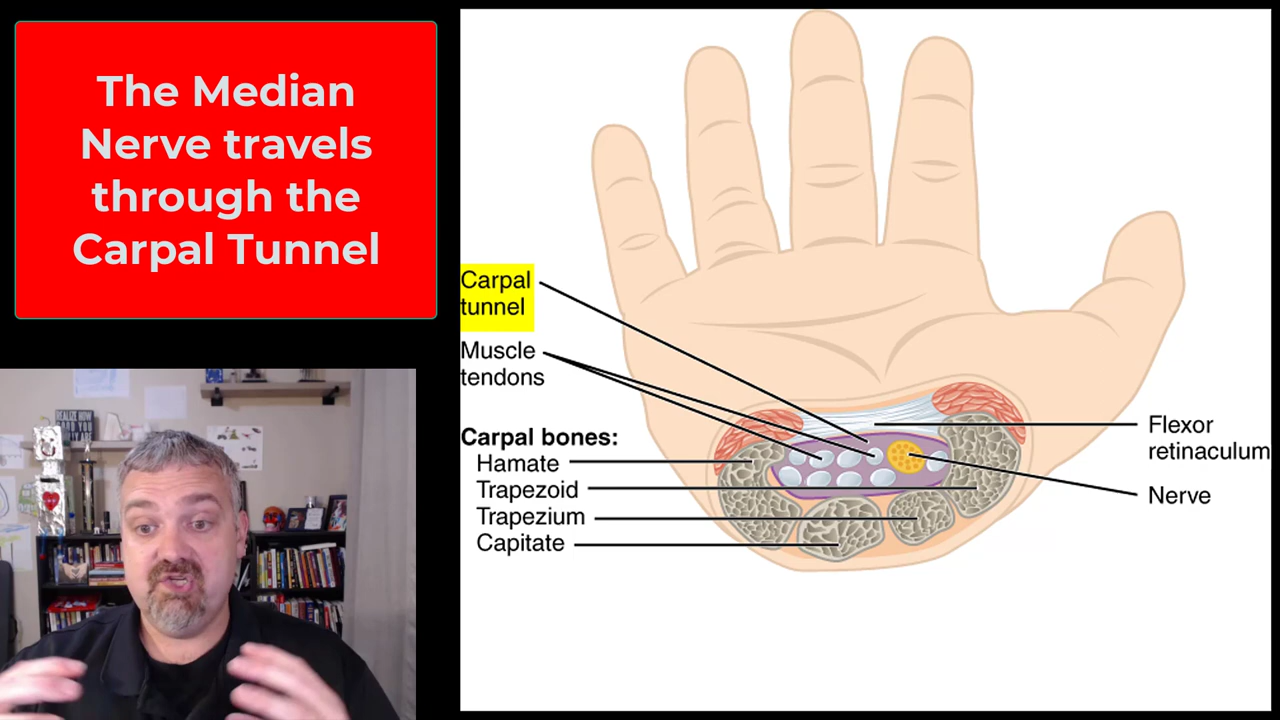 The Median
Nerve travels
through the
Carpal Tunnel
Carpal
tunnel
Muscle
tendons
Carpal bones:
Hamate
Trapezoid
Trapezium
Capitate
Flexor
retinaculum
Nerve